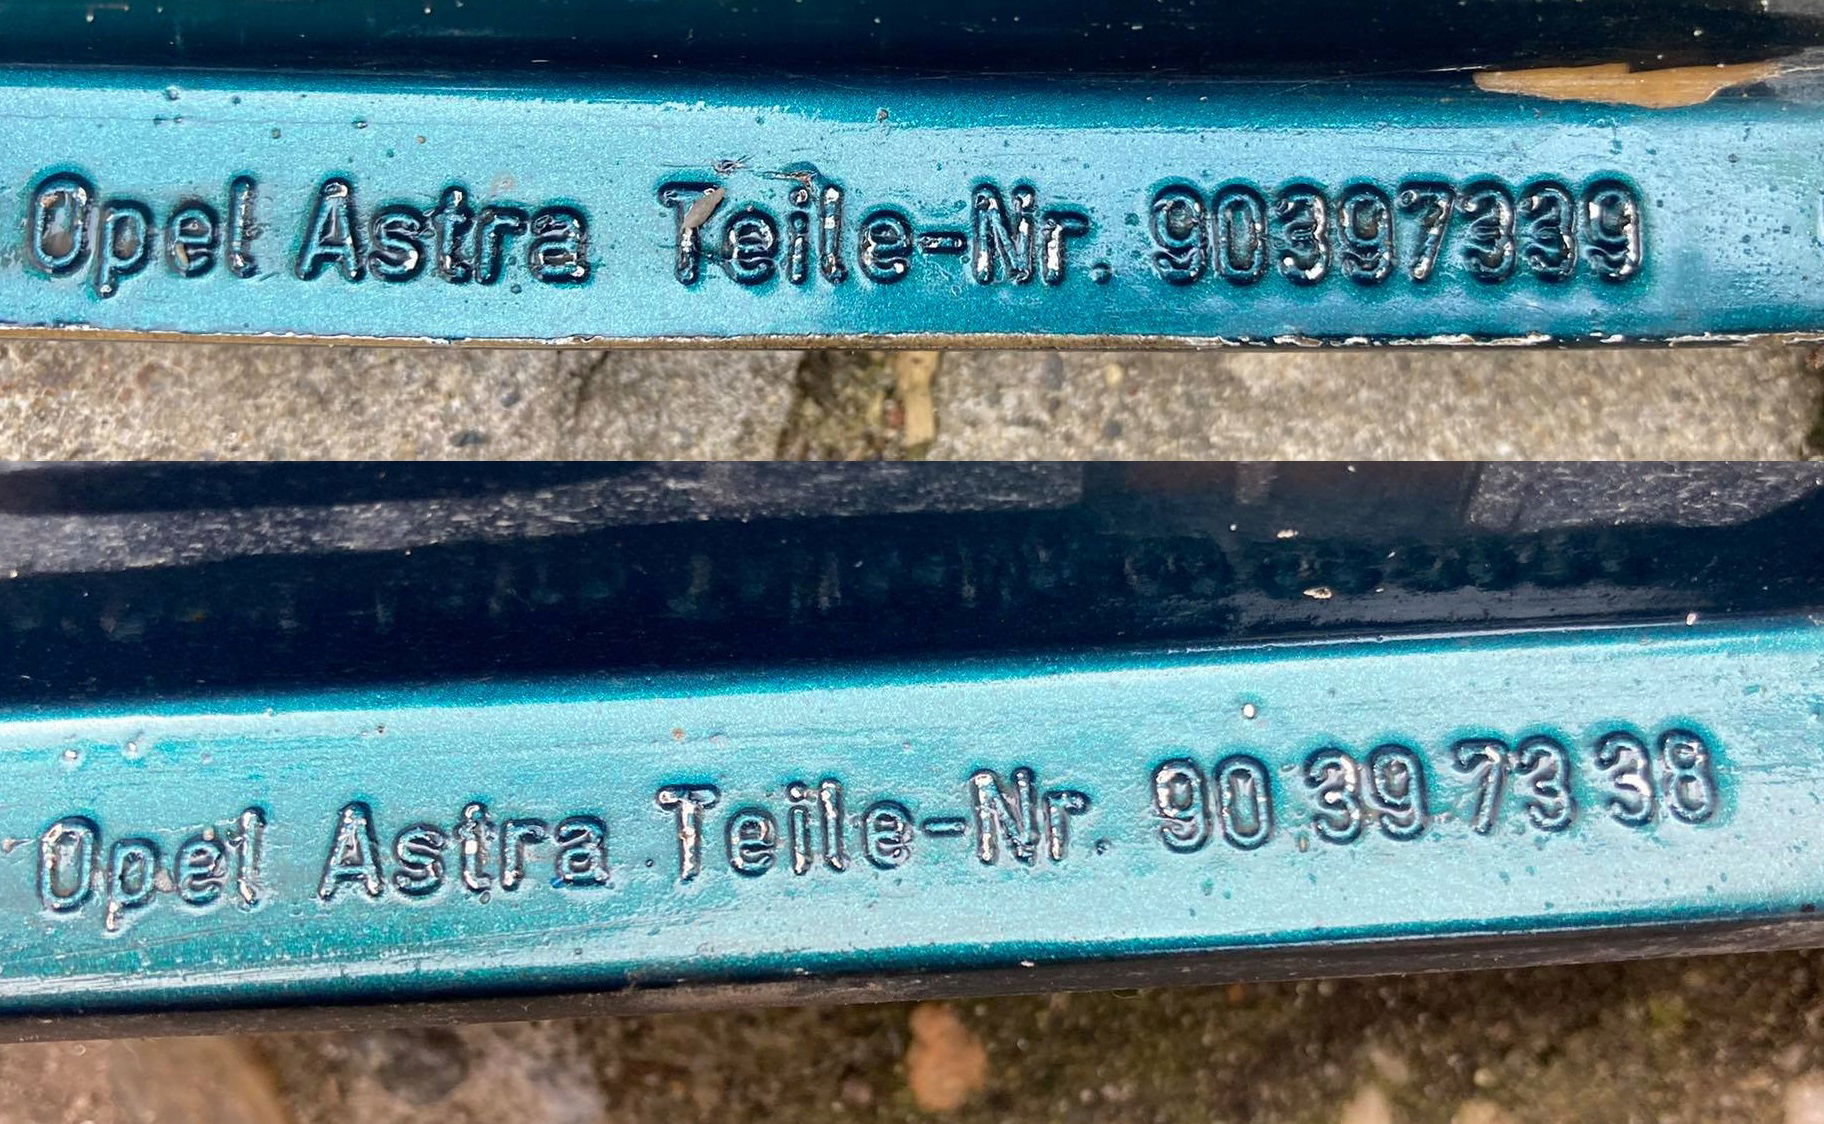 Opel Astra Teile-Nr. 90397339
Opel Astra Teile-Nr. 90 39 73 38